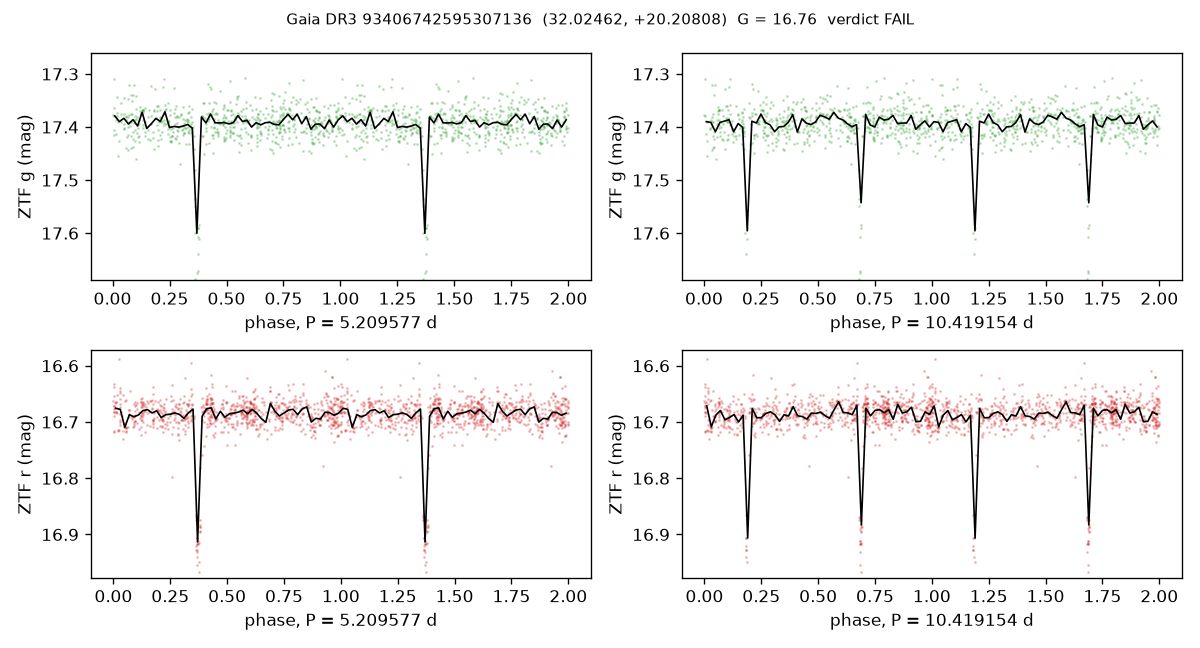 Gaia DR3 93406742595307136 (32.02462, +20.20808) G = 16.76 verdict FAIL
ZTF g (mag)
17.3
17.4
17.5
17.6
0.00 0.25 0.50 0.75 1.00 1.25 1.50 1.75 2.00
phase, P = 5.209577 d
ZTF g (mag)
17.3
17.4
17.5
17.6
0.00 0.25 0.50 0.75 1.00 1.25 1.50 1.75 2.00
phase, P = 10.419154 d
ZTF r (mag)
16.6
16.7
16.8
16.9
0.00 0.25 0.50 0.75 1.00 1.25 1.50 1.75 2.00
phase, P = 5.209577 d
ZTF r (mag)
16.6
16.7
16.8
16.9
0.00 0.25 0.50 0.75 1.00 1.25 1.50 1.75 2.00
phase, P = 10.419154 d